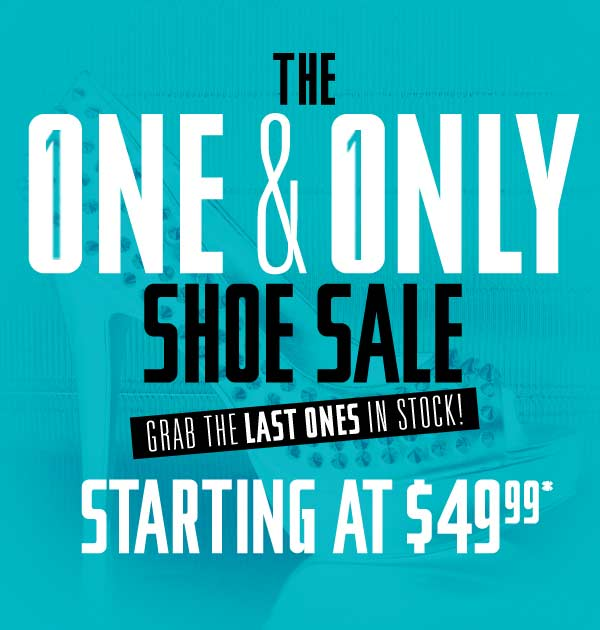 THE
ONE & ONLY
SHOE SALE
GRAB THE LAST ONES IN STOCK!
STARTING AT $49.99*